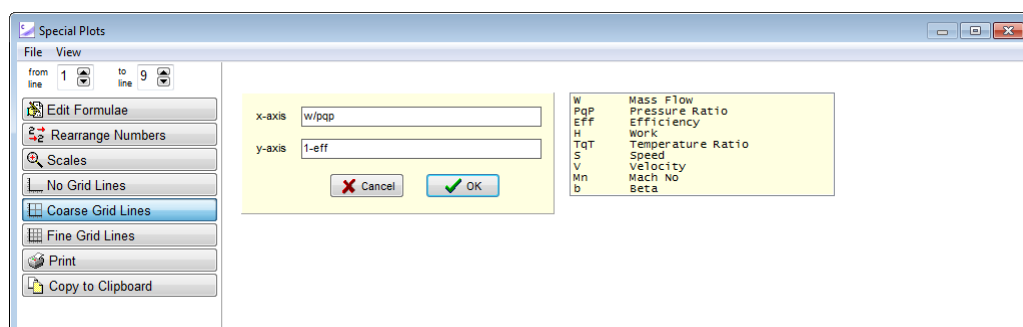 Special Plots
File View
from line 1 to line 9
Edit Formulae
Rearrange Numbers
Scales
No Grid Lines
Coarse Grid Lines
Fine Grid Lines
Print
Copy to Clipboard
x-axis w/pqp
y-axis 1-eff
Cancel OK
W Mass Flow
PqP Pressure Ratio
Eff Efficiency
H Work
TqT Temperature Ratio
S Speed
V Velocity
Mn Mach No
b Beta